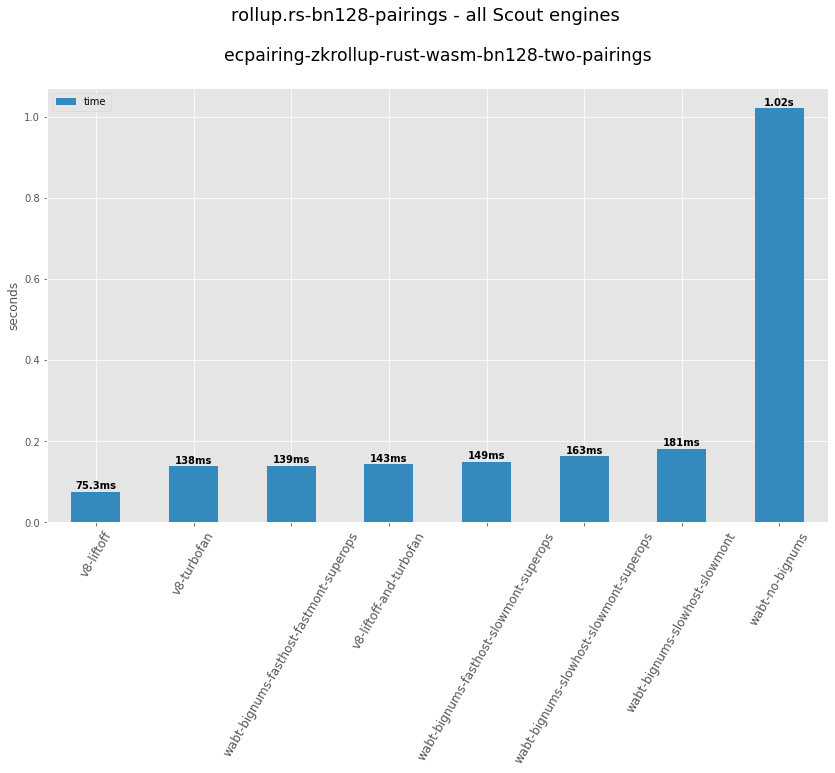 rollup.rs-bn128-pairings - all Scout engines
ecpairing-zkrollup-rust-wasm-bn128-two-pairings
time
seconds
1.0
0.8
0.6
0.4
0.2
0.0
75.3ms
138ms
139ms
143ms
149ms
163ms
181ms
1.02s
v8-liftoff
v8-turbofan
wabt-bignums-fasthost-fastmont-superops
v8-liftoff-and-turbofan
wabt-bignums-fasthost-slowmont-superops
wabt-bignums-slowhost-slowmont-superops
wabt-bignums-slowhost-slowmont
wabt-no-bignums